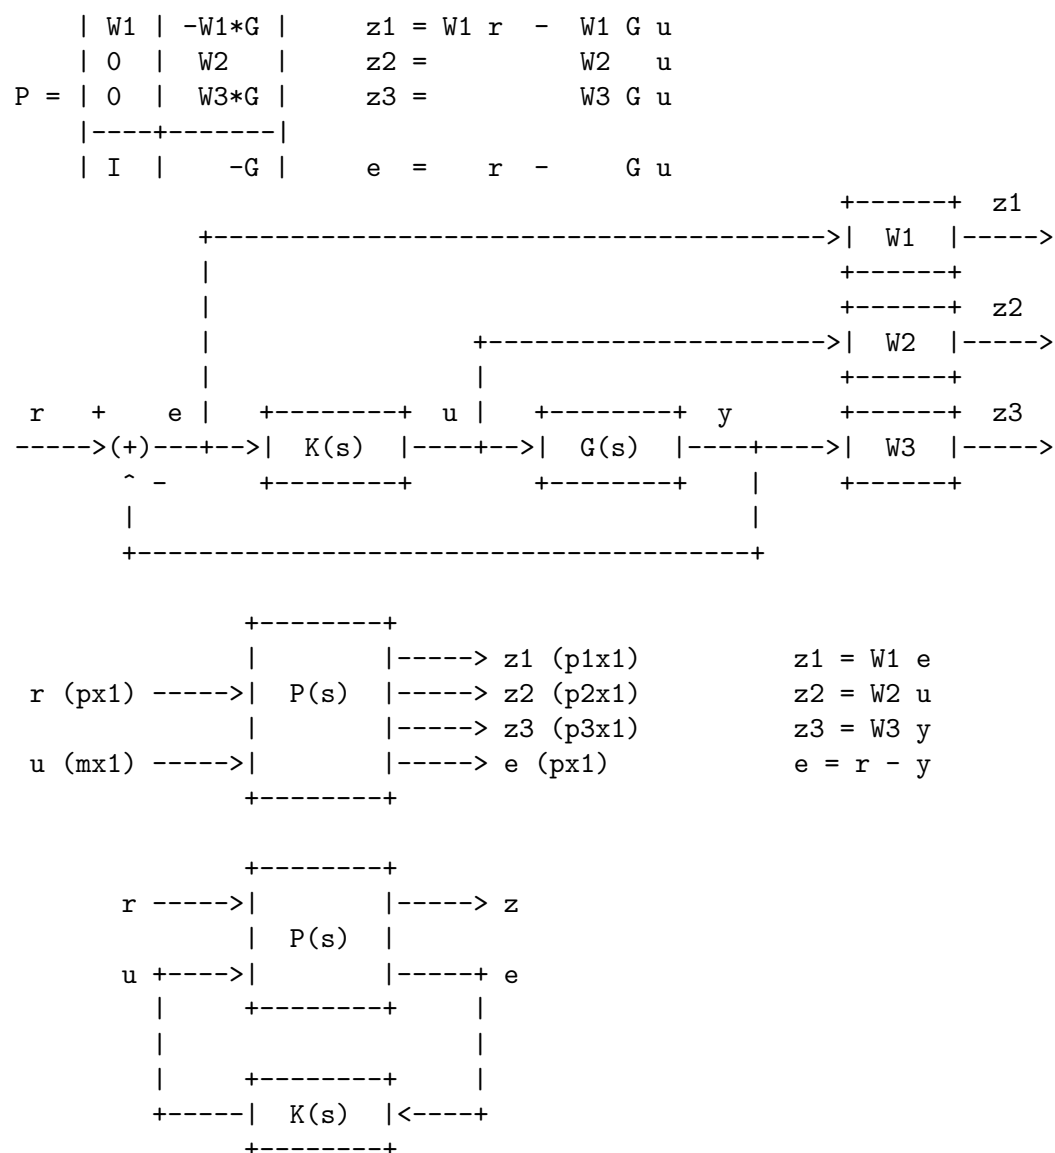 | W1 | -W1*G |     z1 = W1 r  -  W1 G u
    | 0  |  W2   |     z2 =          W2   u
P = | 0  |  W3*G |     z3 =          W3 G u
    |----+-------|
    | I  |    -G |     e  =    r  -     G u
                                                      +------+  z1
            +---------------------------------------->|  W1  |----->
            |                                         +------+
            |                                         +------+  z2
            |                 +---------------------->|  W2  |----->
            |                 |                       +------+
 r   +    e |   +--------+  u |   +--------+  y       +------+  z3
----->(+)---+-->|  K(s)  |----+-->|  G(s)  |----+---->|  W3  |----->
       ^ -      +--------+        +--------+    |     +------+
       |                                        |
       +----------------------------------------+
               +--------+
               |        |-----> z1 (p1x1)          z1 = W1 e
 r (px1) ----->|  P(s)  |-----> z2 (p2x1)          z2 = W2 u
               |        |-----> z3 (p3x1)          z3 = W3 y
 u (mx1) ----->|        |-----> e (px1)            e = r - y
               +--------+
               +--------+
       r ----->|        |-----> z
               |  P(s)  |
       u +---->|        |-----+ e
         |     +--------+     |
         |                    |
         |     +--------+     |
         +-----|  K(s)  |<----+
               +--------+